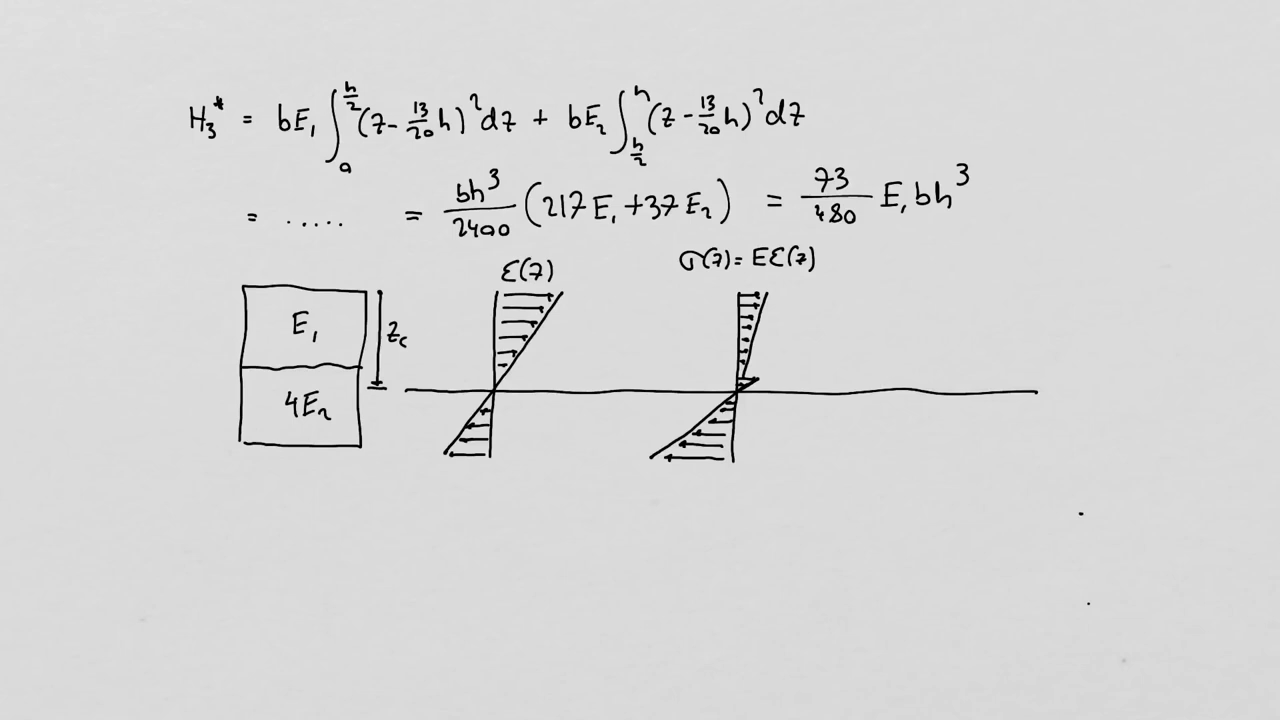 H₃* = bE₁ ∫₀^{h/2} (z - 13/20 h)² dz + bE₂ ∫_{h/2}^{h} (z - 13/20 h)² dz
= ..... = bh³/2400 (217E₁ + 37E₂) = 73/480 E₁bh³
ε(z) σ(z) = Eε(z)
E₁
z_c
4E₂